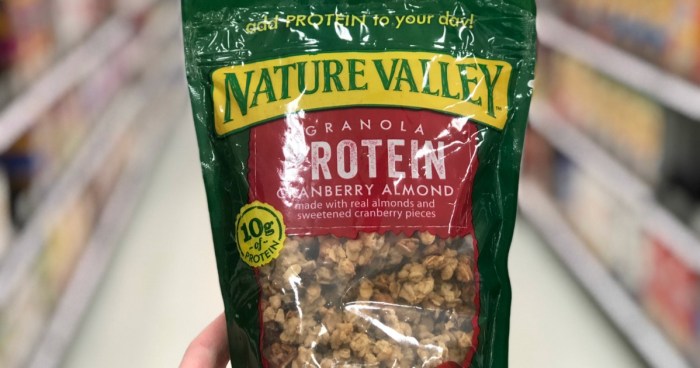 add PROTEIN to your day!
NATURE VALLEY
GRANOLA
PROTEIN
CRANBERRY ALMOND
made with real almonds and
sweetened cranberry pieces
10g
of
PROTEIN